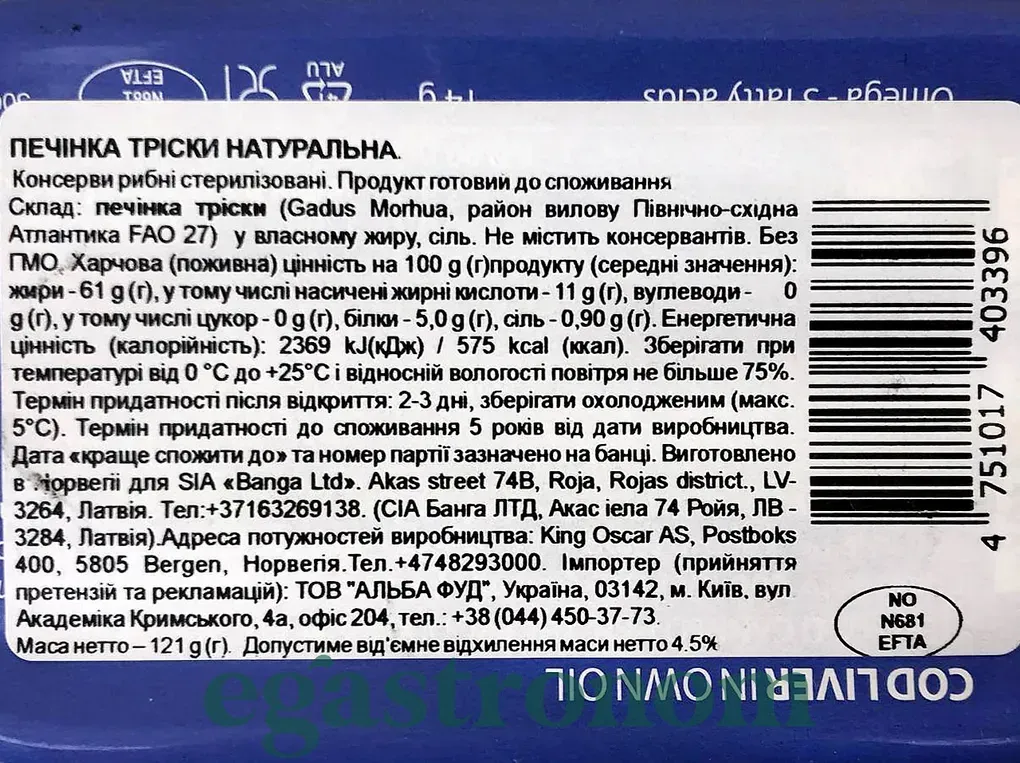 Omega - 3 fatty acids
14 g
41
ALU
N681
EFTA
ПЕЧІНКА ТРІСКИ НАТУРАЛЬНА.
Консерви рибні стерилізовані. Продукт готовий до споживання
Склад: печінка тріски (Gadus Morhua, район вилову Північно-східна
Атлантика FAO 27) у власному жиру, сіль. Не містить консервантів. Без
ГМО. Харчова (поживна) цінність на 100 g (г)продукту (середні значення):
жири - 61 g (г), у тому числі насичені жирні кислоти - 11 g (г), вуглеводи - 0
g (г), у тому числі цукор - 0 g (г), білки - 5,0 g (г), сіль - 0,90 g (г). Енергетична
цінність (калорійність): 2369 kJ(кДж) / 575 kcal (ккал). Зберігати при
температурі від 0 °C до +25°C і відносній вологості повітря не більше 75%.
Термін придатності після відкриття: 2-3 дні, зберігати охолодженим (макс.
5°C). Термін придатності до споживання 5 років від дати виробництва.
Дата «краще спожити до» та номер партії зазначено на банці. Виготовлено
в Норвегії для SIA «Banga Ltd». Akas street 74B, Roja, Rojas district., LV-
3264, Латвія. Тел:+37163269138. (СІА Банга ЛТД, Акас іела 74 Ройя, ЛВ -
3284, Латвія).Адреса потужностей виробництва: King Oscar AS, Postboks
400, 5805 Bergen, Норвегія.Тел.+4748293000. Імпортер (прийняття
претензій та рекламацій): ТОВ "АЛЬБА ФУД", Україна, 03142, м. Київ, вул
Академіка Кримського, 4а, офіс 204, тел.: +38 (044) 450-37-73.
Маса нетто – 121 g (г). Допустиме від'ємне відхилення маси нетто 4.5%
4 751017 403396
NO
N681
EFTA
COD LIVER IN OWN OIL
egastronom